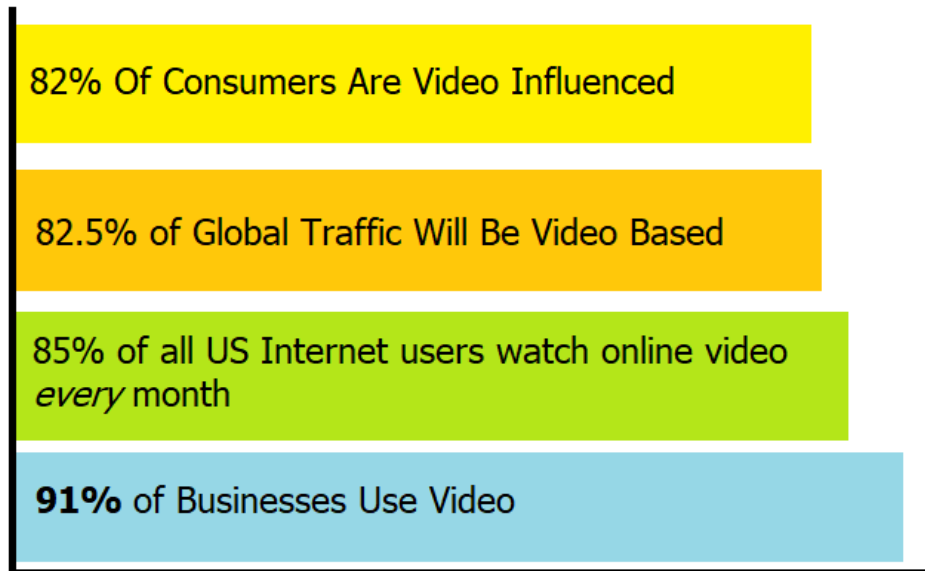 82% Of Consumers Are Video Influenced
82.5% of Global Traffic Will Be Video Based
85% of all US Internet users watch online video
every month
91% of Businesses Use Video